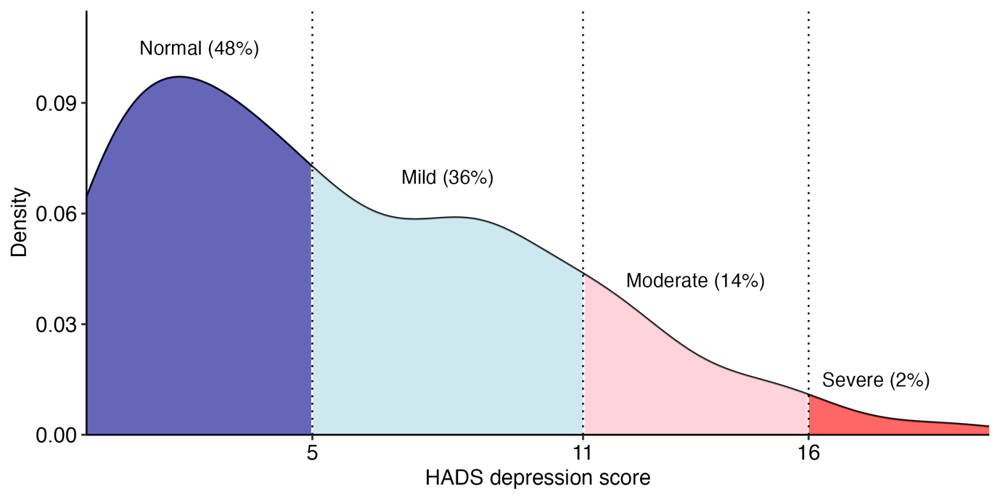 Normal (48%)
0.09
Mild (36%)
0.06
Density
Moderate (14%)
0.03
Severe (2%)
0.00
5
11
16
HADS depression score